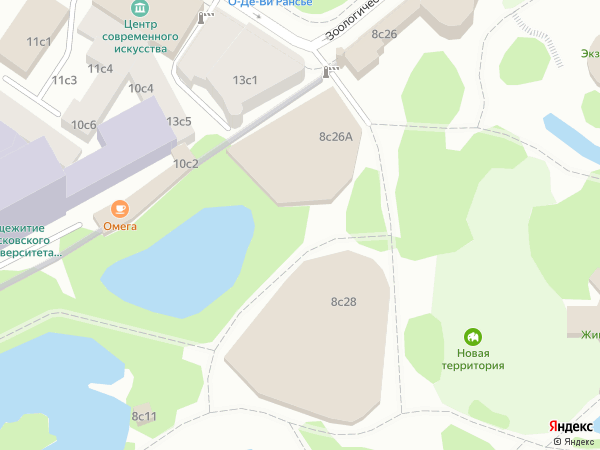 О-Де-Ви Рансье
Зоологичес
Центр
современного
искусства
8с26
11с1
Экз
11с4
11с3
13с1
10с4
10с6
13с5
8с26А
10с2
Омега
щежитие
сковского
верситета...
8с28
Новая
территория
Жи
8с11
Яндекс
© Яндекс